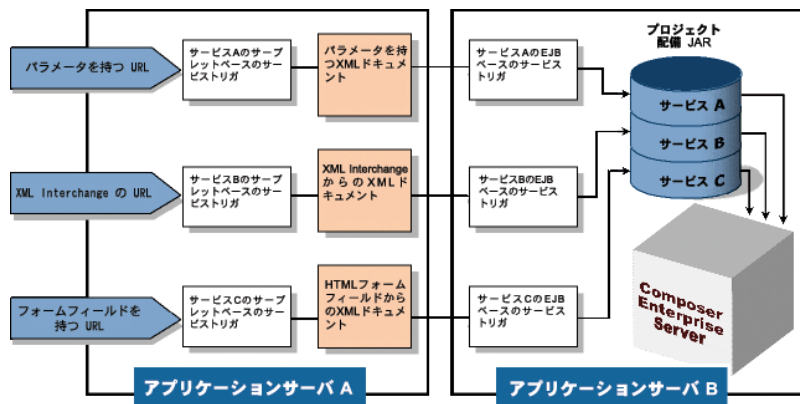 パラメータを持つ URL
サービスAのサーブ
レットベースのサー
ビストリガ
パラメータを持
つXMLドキュメ
ント
サービスAのEJB
ベースのサービス
トリガ
プロジェクト
配備 JAR
サービス A
サービス B
サービス C
XML Interchange の URL
サービスBのサーブ
レットベースのサー
ビストリガ
XML Interchange
からのXMLド
キュメント
サービスBのEJB
ベースのサービス
トリガ
フォームフィールドを
持つ URL
サービスCのサーブ
レットベースのサー
ビストリガ
HTMLフォーム
フィールドから
のXMLドキュ
メント
サービスCのEJB
ベースのサービス
トリガ
Composer
Enterprise
Server
アプリケーションサーバ A
アプリケーションサーバ B